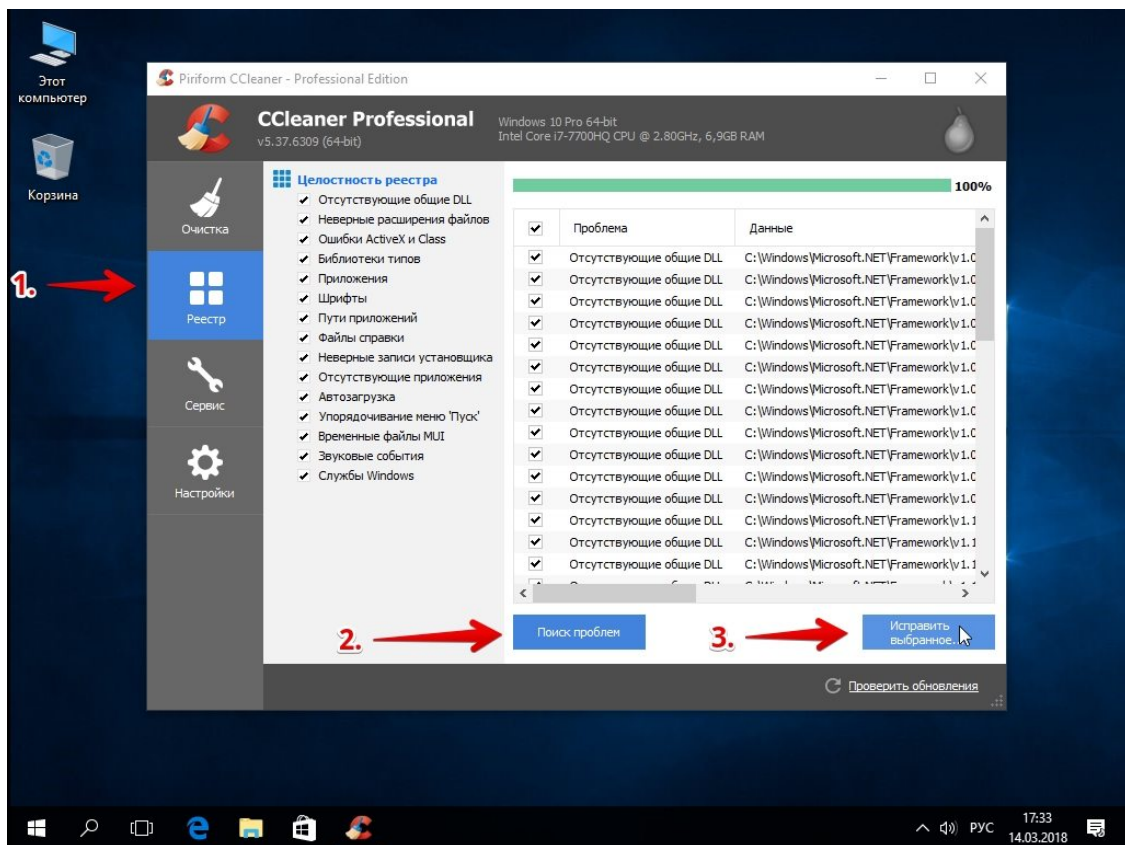 Этот
компьютер
Корзина
Piriform CCleaner - Professional Edition
CCleaner Professional
v5.37.6309 (64-bit)
Windows 10 Pro 64-bit
Intel Core i7-7700HQ CPU @ 2.80GHz, 6,9GB RAM
Очистка
1.
Реестр
Сервис
Настройки
Целостность реестра
Отсутствующие общие DLL
Неверные расширения файлов
Ошибки ActiveX и Class
Библиотеки типов
Приложения
Шрифты
Пути приложений
Файлы справки
Неверные записи установщика
Отсутствующие приложения
Автозагрузка
Упорядочивание меню 'Пуск'
Временные файлы MUI
Звуковые события
Службы Windows
100%
Проблема Данные
Отсутствующие общие DLL C:\Windows\Microsoft.NET\Framework\v1.0
Отсутствующие общие DLL C:\Windows\Microsoft.NET\Framework\v1.0
Отсутствующие общие DLL C:\Windows\Microsoft.NET\Framework\v1.0
Отсутствующие общие DLL C:\Windows\Microsoft.NET\Framework\v1.0
Отсутствующие общие DLL C:\Windows\Microsoft.NET\Framework\v1.0
Отсутствующие общие DLL C:\Windows\Microsoft.NET\Framework\v1.0
Отсутствующие общие DLL C:\Windows\Microsoft.NET\Framework\v1.0
Отсутствующие общие DLL C:\Windows\Microsoft.NET\Framework\v1.0
Отсутствующие общие DLL C:\Windows\Microsoft.NET\Framework\v1.0
Отсутствующие общие DLL C:\Windows\Microsoft.NET\Framework\v1.0
Отсутствующие общие DLL C:\Windows\Microsoft.NET\Framework\v1.0
Отсутствующие общие DLL C:\Windows\Microsoft.NET\Framework\v1.0
Отсутствующие общие DLL C:\Windows\Microsoft.NET\Framework\v1.1
Отсутствующие общие DLL C:\Windows\Microsoft.NET\Framework\v1.1
Отсутствующие общие DLL C:\Windows\Microsoft.NET\Framework\v1.1
2.
Поиск проблем
3.
Исправить
выбранное...
Проверить обновления
РУС
17:33
14.03.2018